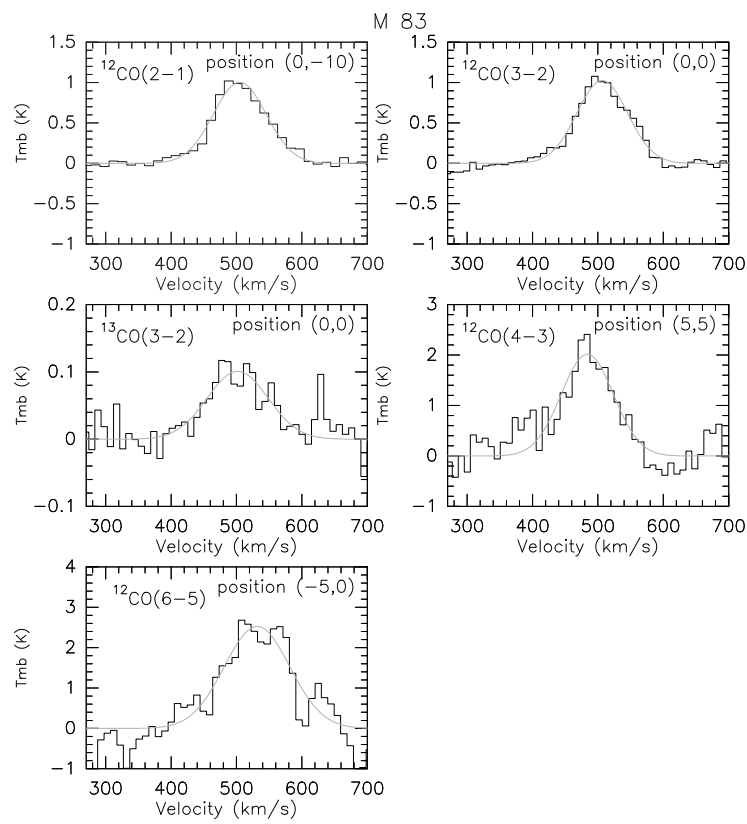 M 83
1.5
1
0.5
0
−0.5
−1
Tmb (K)
¹²CO(2−1)
position (0,−10)
300 400 500 600 700
Velocity (km/s)
1.5
1
0.5
0
−0.5
−1
Tmb (K)
¹²CO(3−2)
position (0,0)
300 400 500 600 700
Velocity (km/s)
0.2
0.1
0
−0.1
Tmb (K)
¹³CO(3−2)
position (0,0)
300 400 500 600 700
Velocity (km/s)
3
2
1
0
−1
Tmb (K)
¹²CO(4−3)
position (5,5)
300 400 500 600 700
Velocity (km/s)
4
3
2
1
0
−1
Tmb (K)
¹²CO(6−5)
position (−5,0)
300 400 500 600 700
Velocity (km/s)